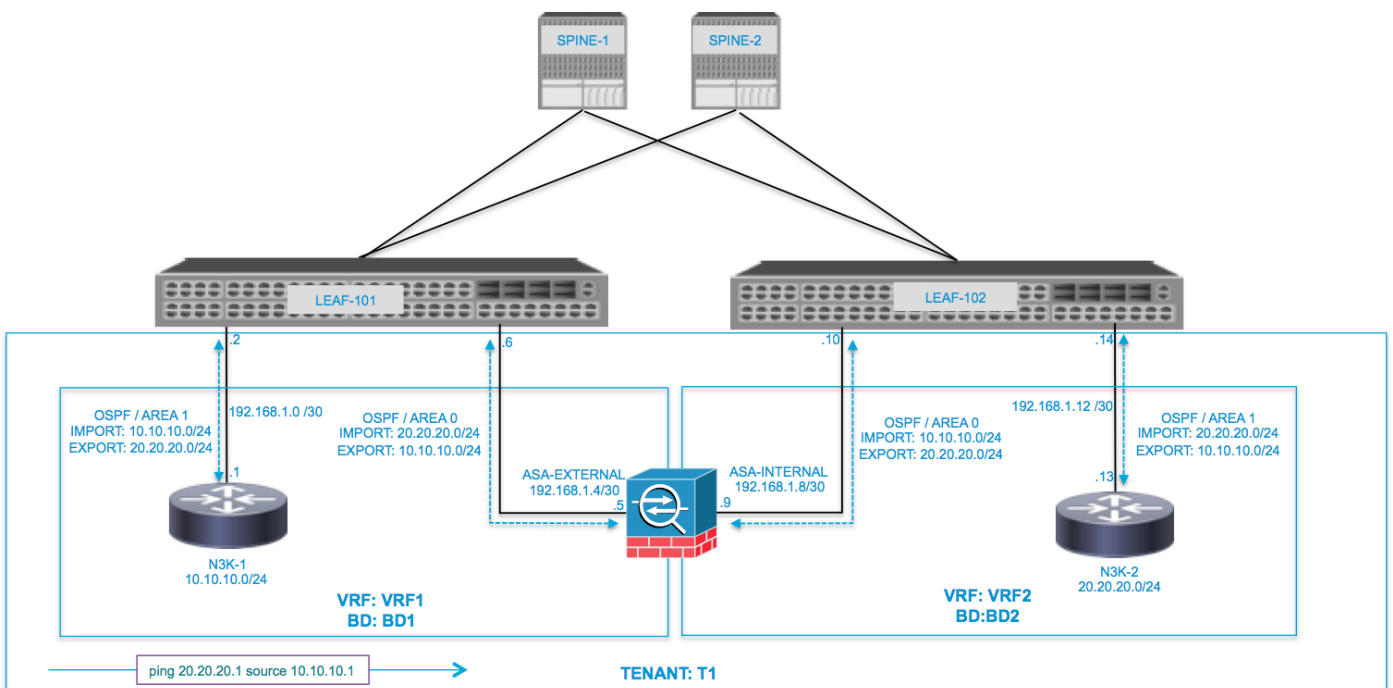 SPINE-1
SPINE-2
LEAF-101
LEAF-102
.2
.6
.10
.14
OSPF / AREA 1
IMPORT: 10.10.10.0/24
EXPORT: 20.20.20.0/24
192.168.1.0 /30
OSPF / AREA 0
IMPORT: 20.20.20.0/24
EXPORT: 10.10.10.0/24
OSPF / AREA 0
IMPORT: 10.10.10.0/24
EXPORT: 20.20.20.0/24
192.168.1.12 /30
OSPF / AREA 1
IMPORT: 20.20.20.0/24
EXPORT: 10.10.10.0/24
.1
ASA-EXTERNAL
192.168.1.4/30
.5
ASA-INTERNAL
192.168.1.8/30
.9
.13
N3K-1
10.10.10.0/24
N3K-2
20.20.20.0/24
VRF: VRF1
BD: BD1
VRF: VRF2
BD:BD2
ping 20.20.20.1 source 10.10.10.1
TENANT: T1